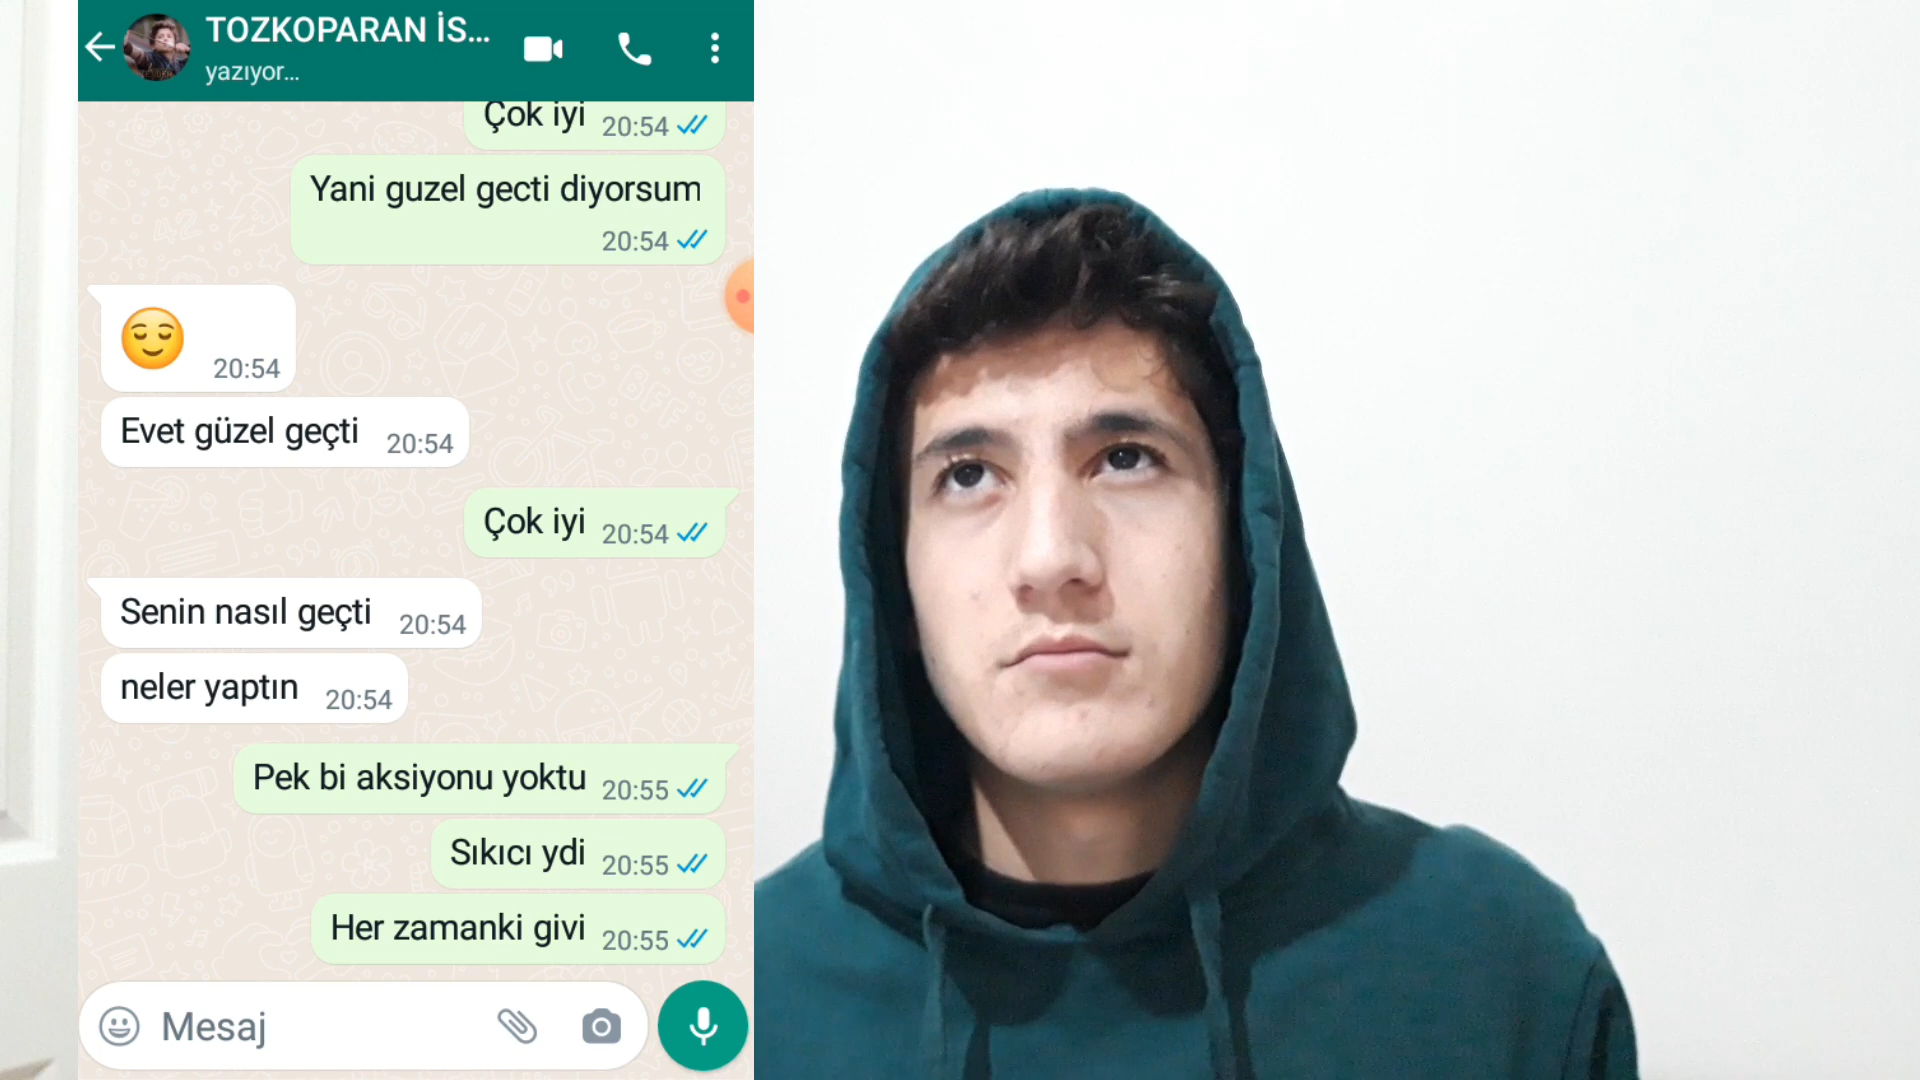 TOZKOPARAN İS...
yazıyor...
Çok iyi 20:54
Yani guzel gecti diyorsum
20:54
20:54
Evet güzel geçti 20:54
Çok iyi 20:54
Senin nasıl geçti 20:54
neler yaptın 20:54
Pek bi aksiyonu yoktu 20:55
Sıkıcı ydi 20:55
Her zamanki givi 20:55
Mesaj